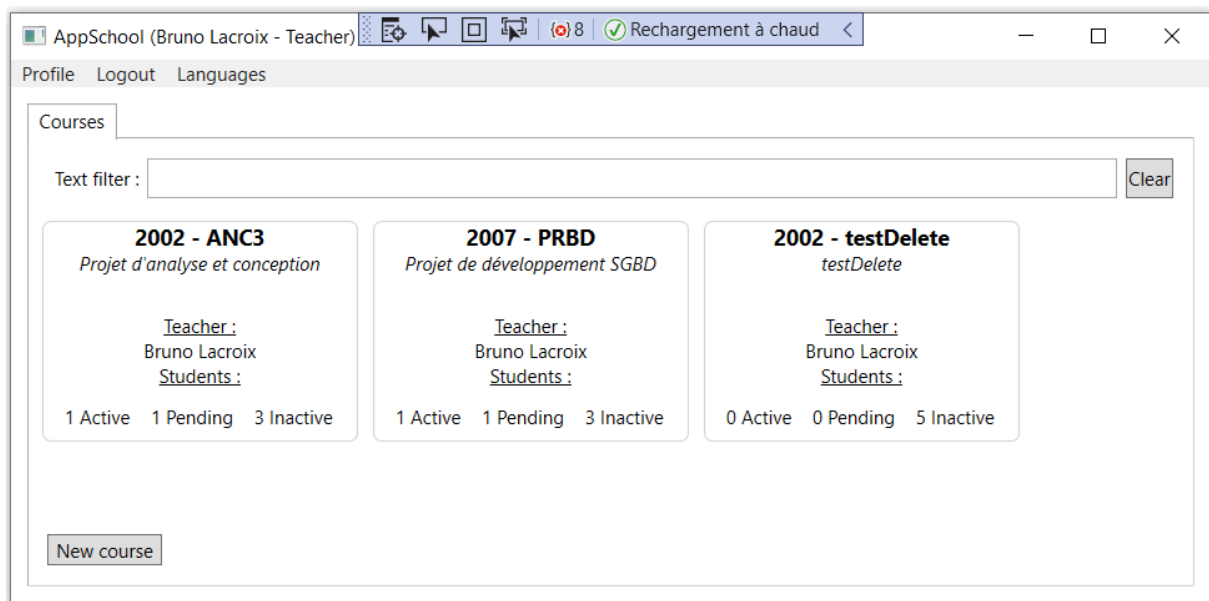 AppSchool (Bruno Lacroix - Teacher) 8 Rechargement à chaud
Profile Logout Languages
Courses
Text filter : Clear
2002 - ANC3
Projet d'analyse et conception
Teacher :
Bruno Lacroix
Students :
1 Active 1 Pending 3 Inactive
2007 - PRBD
Projet de développement SGBD
Teacher :
Bruno Lacroix
Students :
1 Active 1 Pending 3 Inactive
2002 - testDelete
testDelete
Teacher :
Bruno Lacroix
Students :
0 Active 0 Pending 5 Inactive
New course